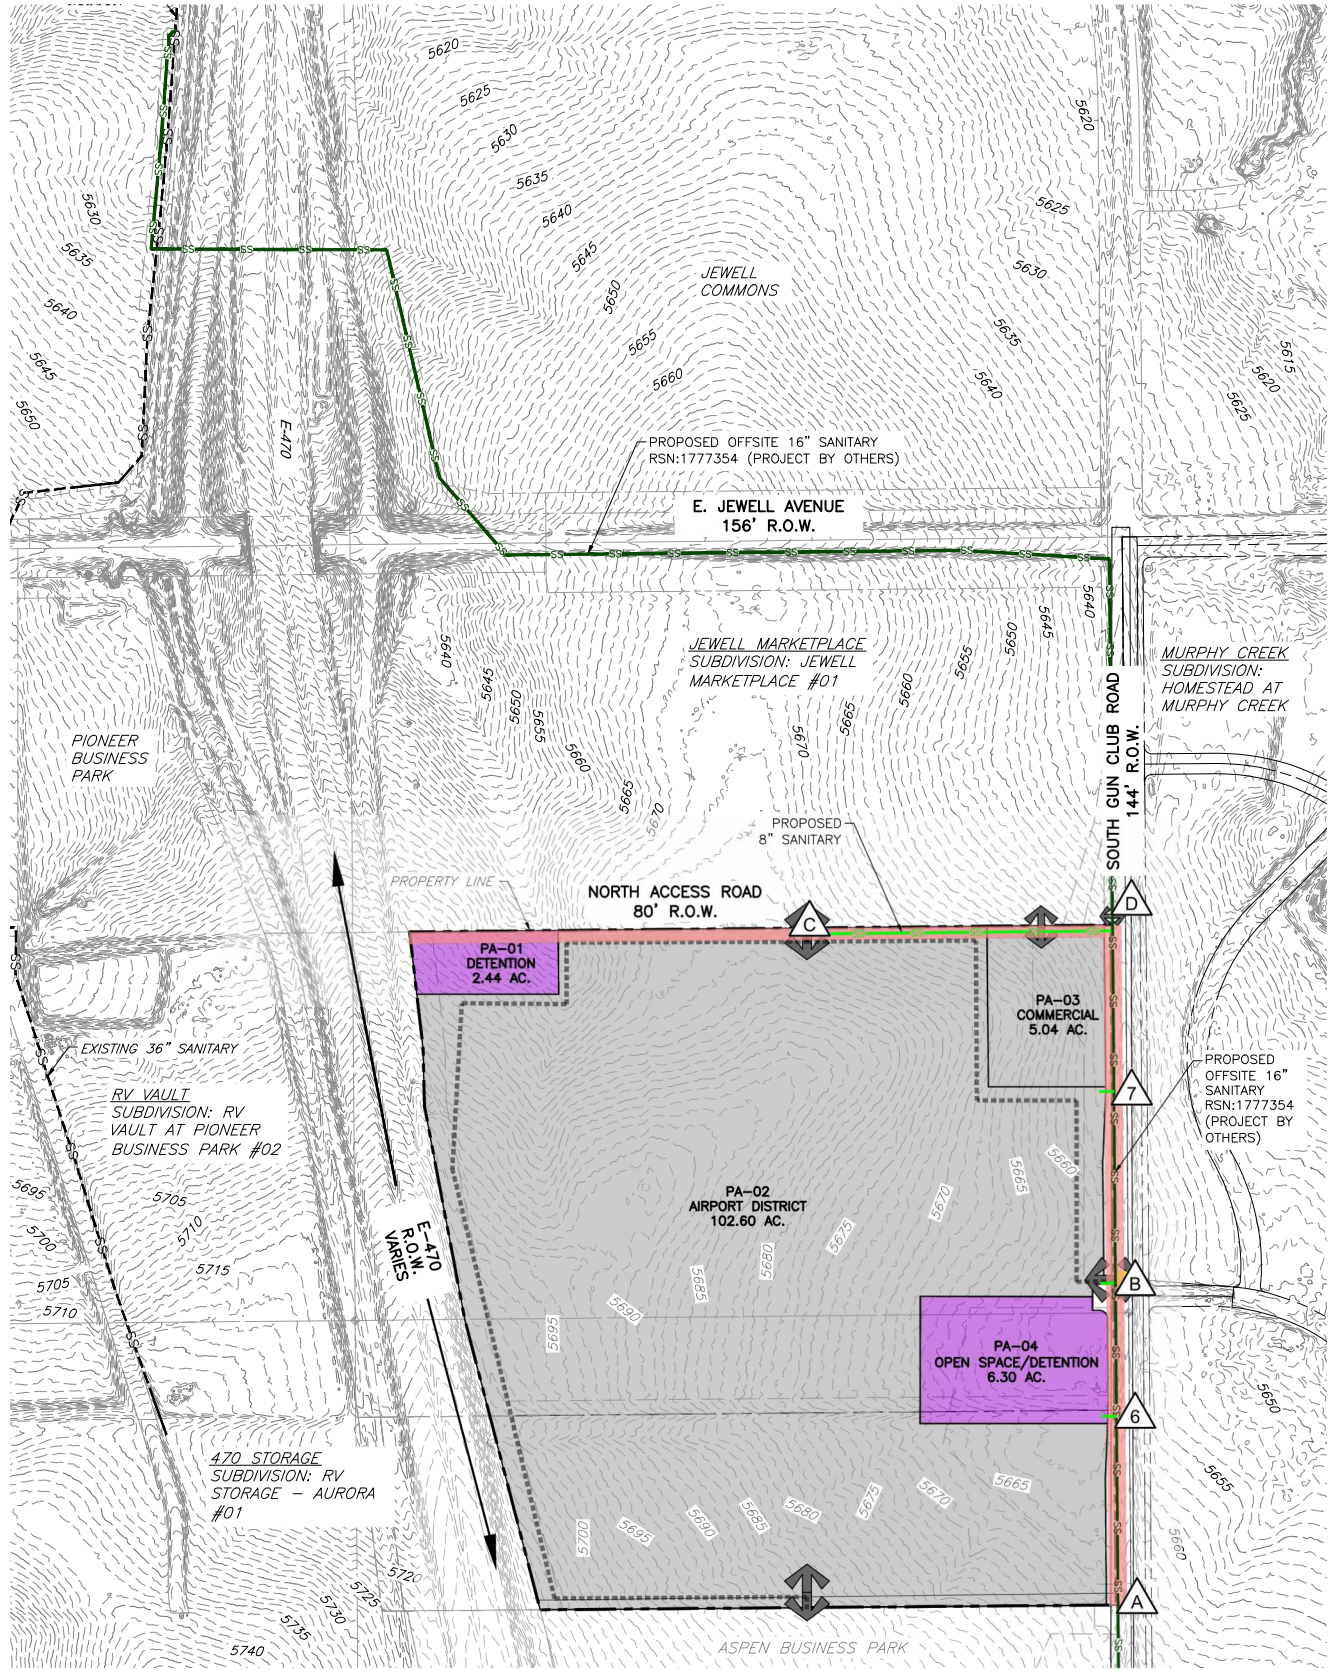 5620
5625
5630
5635
5640
5645
5650
5655
5660
5620
5625
5630
5635
5640
5615
5620
5625
5630
5635
5640
5645
5650
JEWELL
COMMONS
E-470
PROPOSED OFFSITE 16" SANITARY
RSN:1777354 (PROJECT BY OTHERS)
E. JEWELL AVENUE
156' R.O.W.
5640
5645
5650
5655
5660
5665
5670
5670
5665
5660
5655
5650
5645
5640
JEWELL MARKETPLACE
SUBDIVISION: JEWELL
MARKETPLACE #01
MURPHY CREEK
SUBDIVISION:
HOMESTEAD AT
MURPHY CREEK
SOUTH GUN CLUB ROAD
144' R.O.W.
PIONEER
BUSINESS
PARK
PROPOSED
8" SANITARY
PROPERTY LINE
NORTH ACCESS ROAD
80' R.O.W.
C
D
PA-01
DETENTION
2.44 AC.
PA-03
COMMERCIAL
5.04 AC.
EXISTING 36" SANITARY
RV VAULT
SUBDIVISION: RV
VAULT AT PIONEER
BUSINESS PARK #02
PROPOSED
OFFSITE 16"
SANITARY
RSN:1777354
(PROJECT BY
OTHERS)
7
5695
5700
5705
5710
5705
5710
5715
PA-02
AIRPORT DISTRICT
102.60 AC.
5660
5665
5670
5675
5680
5685
5690
5695
E-470
R.O.W.
VARIES
B
PA-04
OPEN SPACE/DETENTION
6.30 AC.
6
5650
5655
5660
470 STORAGE
SUBDIVISION: RV
STORAGE - AURORA
#01
5700
5695
5690
5685
5680
5675
5670
5665
5720
5725
5730
5735
5740
A
ASPEN BUSINESS PARK